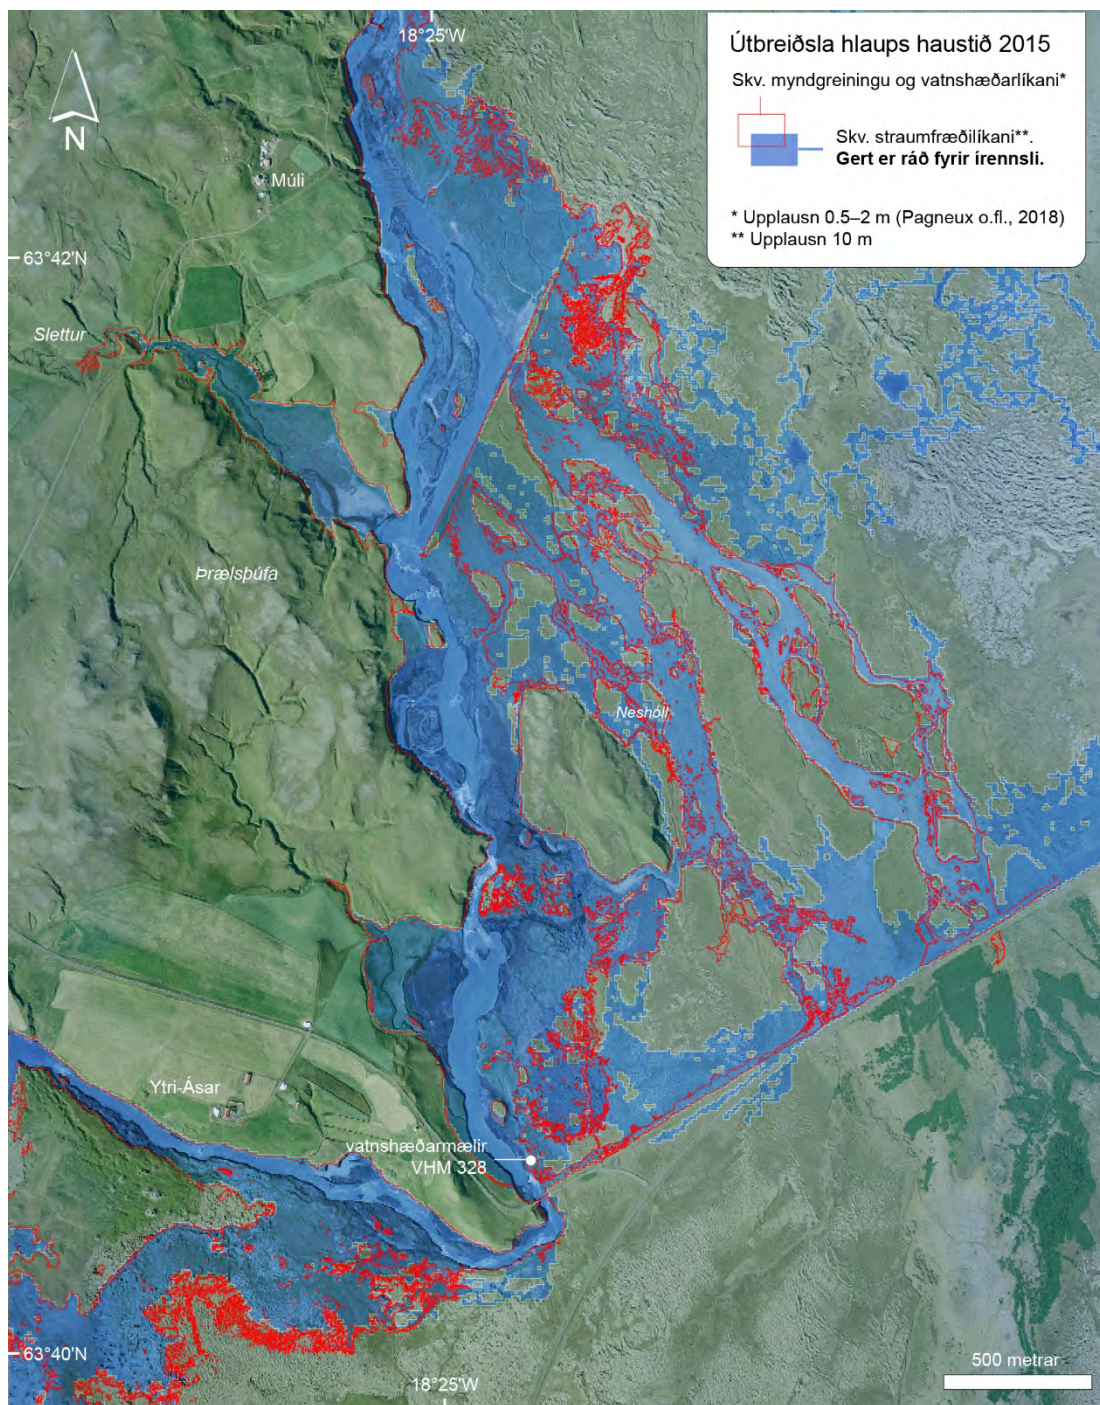 18°25'W
Útbreiðsla hlaups haustið 2015
Skv. myndgreiningu og vatnshæðarlíkani*
Skv. straumfræðilíkani**.
Gert er ráð fyrir írennsli.
* Upplausn 0.5–2 m (Pagneux o.fl., 2018)
** Upplausn 10 m
N
Múli
63°42'N
Slettur
Þrælsþúfa
Neshóll
Ytri-Ásar
vatnshæðarmælir
VHM 328
63°40'N
500 metrar
18°25'W